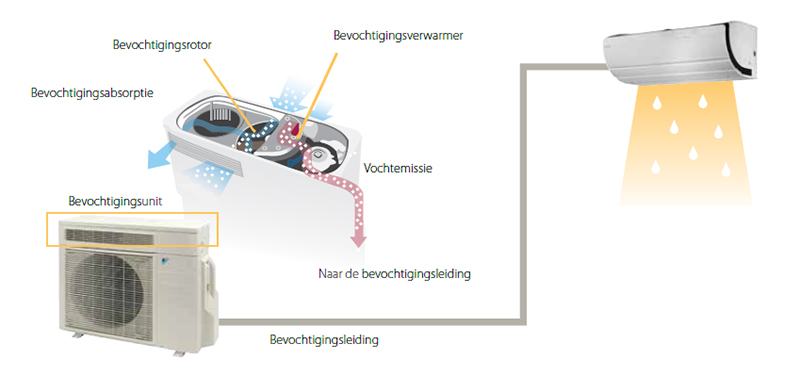 Bevochtigingsverwarmer
Bevochtigingsrotor
Bevochtigingsabsorptie
Vochtemissie
Bevochtigingsunit
Naar de bevochtigingsleiding
Bevochtigingsleiding